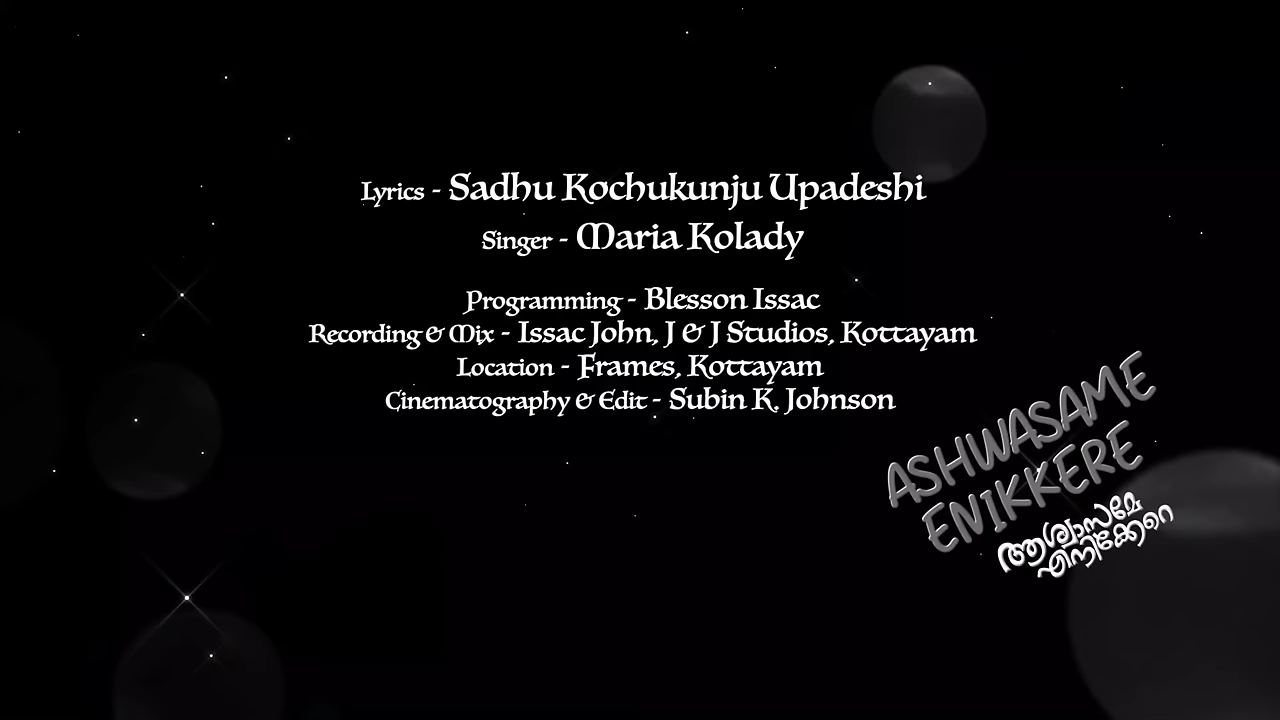 Lyrics - Sadhu Kochukunju Upadeshi
Singer - Maria Kolady
Programming - Blesson Issac
Recording & Mix - Issac John, J & J Studios, Kottayam
Location - Frames, Kottayam
Cinematography & Edit - Subin K. Johnson
ASHWASAME
ENIKKERE
ആശ്വാസമേ
എനിക്കേറെ